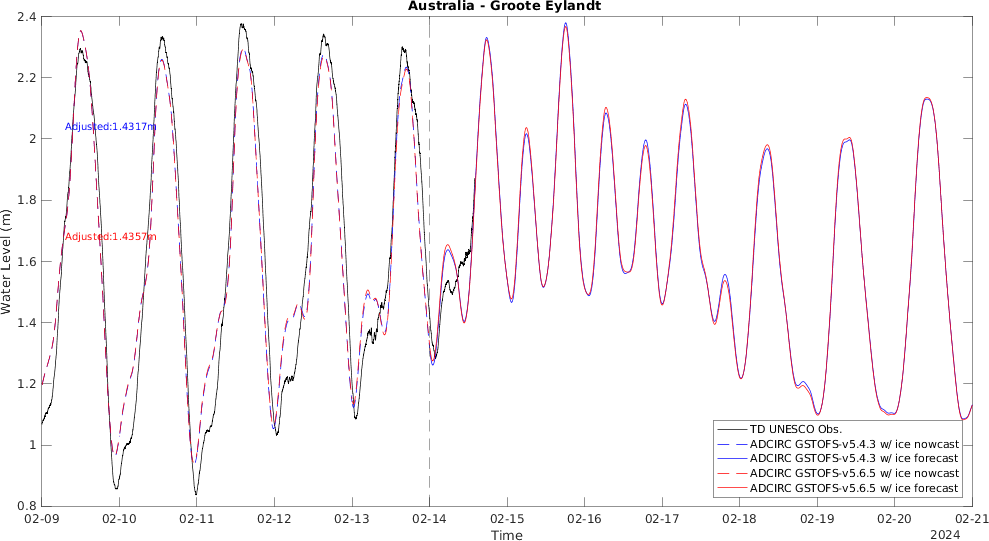 Australia - Groote Eylandt
2.4
2.2
2
1.8
1.6
1.4
1.2
1
0.8
Water Level (m)
Adjusted:1.4317m
Adjusted:1.4357m
TD UNESCO Obs.
ADCIRC GSTOFS-v5.4.3 w/ ice nowcast
ADCIRC GSTOFS-v5.4.3 w/ ice forecast
ADCIRC GSTOFS-v5.6.5 w/ ice nowcast
ADCIRC GSTOFS-v5.6.5 w/ ice forecast
02-09 02-10 02-11 02-12 02-13 02-14 02-15 02-16 02-17 02-18 02-19 02-20 02-21
Time
2024